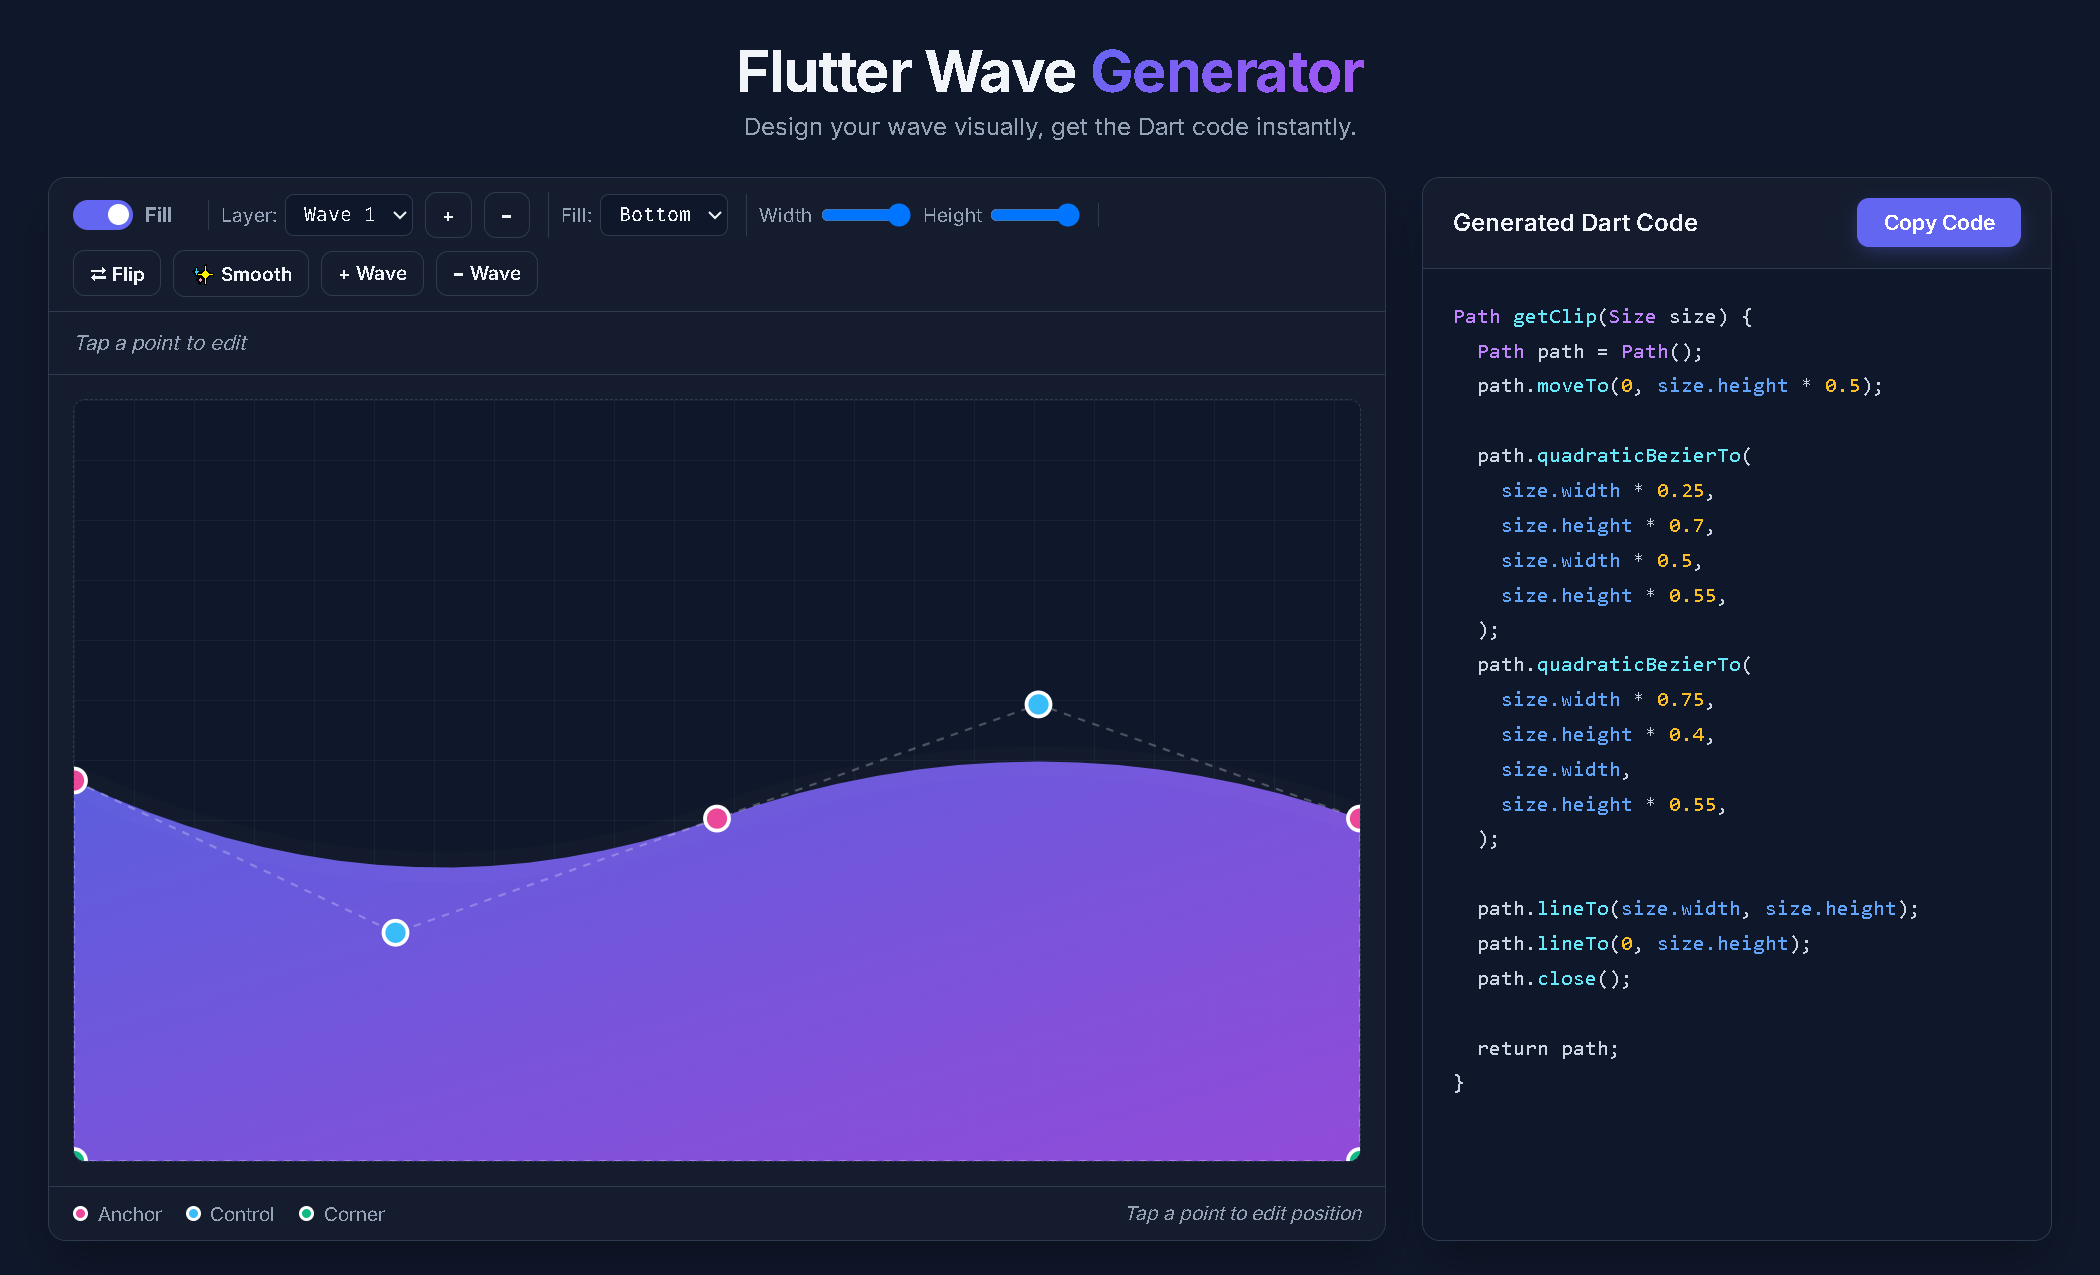 Flutter Wave Generator
Design your wave visually, get the Dart code instantly.
Fill Layer: Wave 1 + - Fill: Bottom Width Height
⇄ Flip ✨ Smooth + Wave - Wave
Tap a point to edit
Anchor Control Corner Tap a point to edit position
Generated Dart Code Copy Code
Path getClip(Size size) {
  Path path = Path();
  path.moveTo(0, size.height * 0.5);

  path.quadraticBezierTo(
    size.width * 0.25,
    size.height * 0.7,
    size.width * 0.5,
    size.height * 0.55,
  );
  path.quadraticBezierTo(
    size.width * 0.75,
    size.height * 0.4,
    size.width,
    size.height * 0.55,
  );

  path.lineTo(size.width, size.height);
  path.lineTo(0, size.height);
  path.close();

  return path;
}